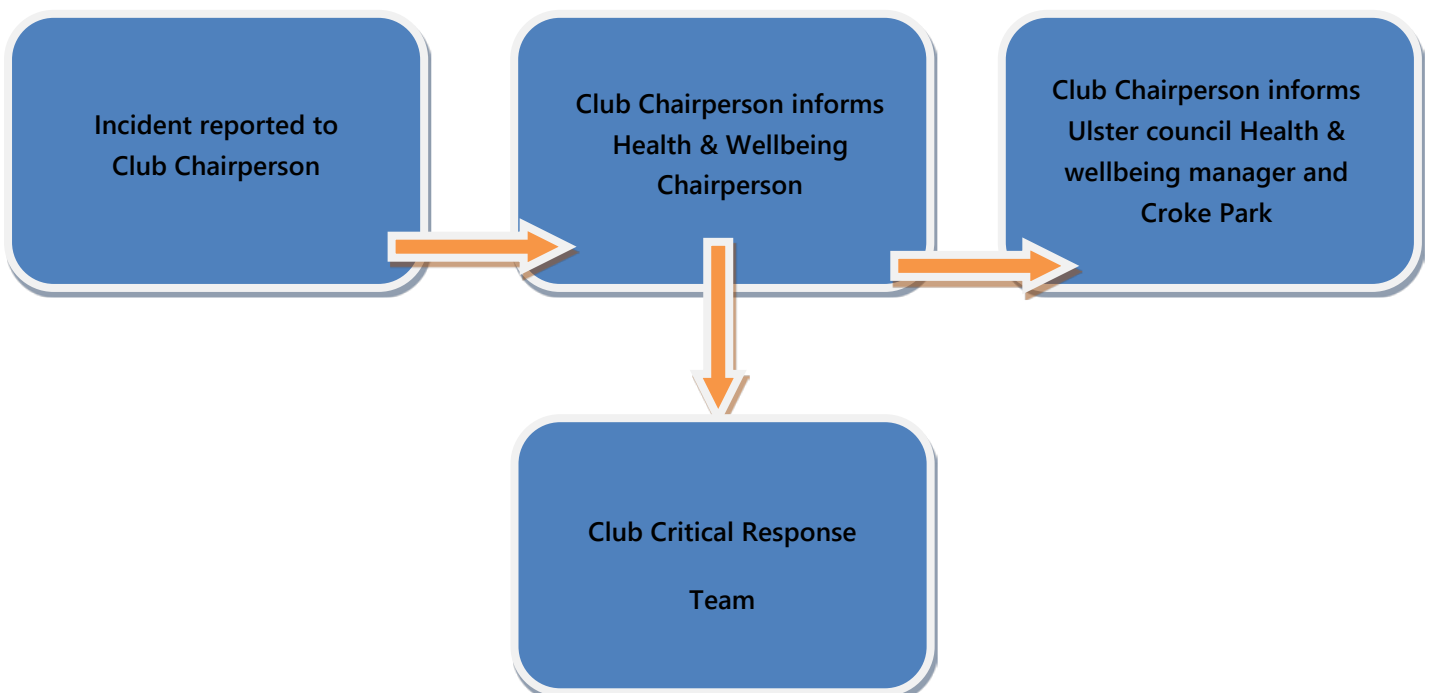 Incident reported to
Club Chairperson
Club Chairperson informs
Health & Wellbeing
Chairperson
Club Chairperson informs
Ulster council Health &
wellbeing manager and
Croke Park
Club Critical Response
Team